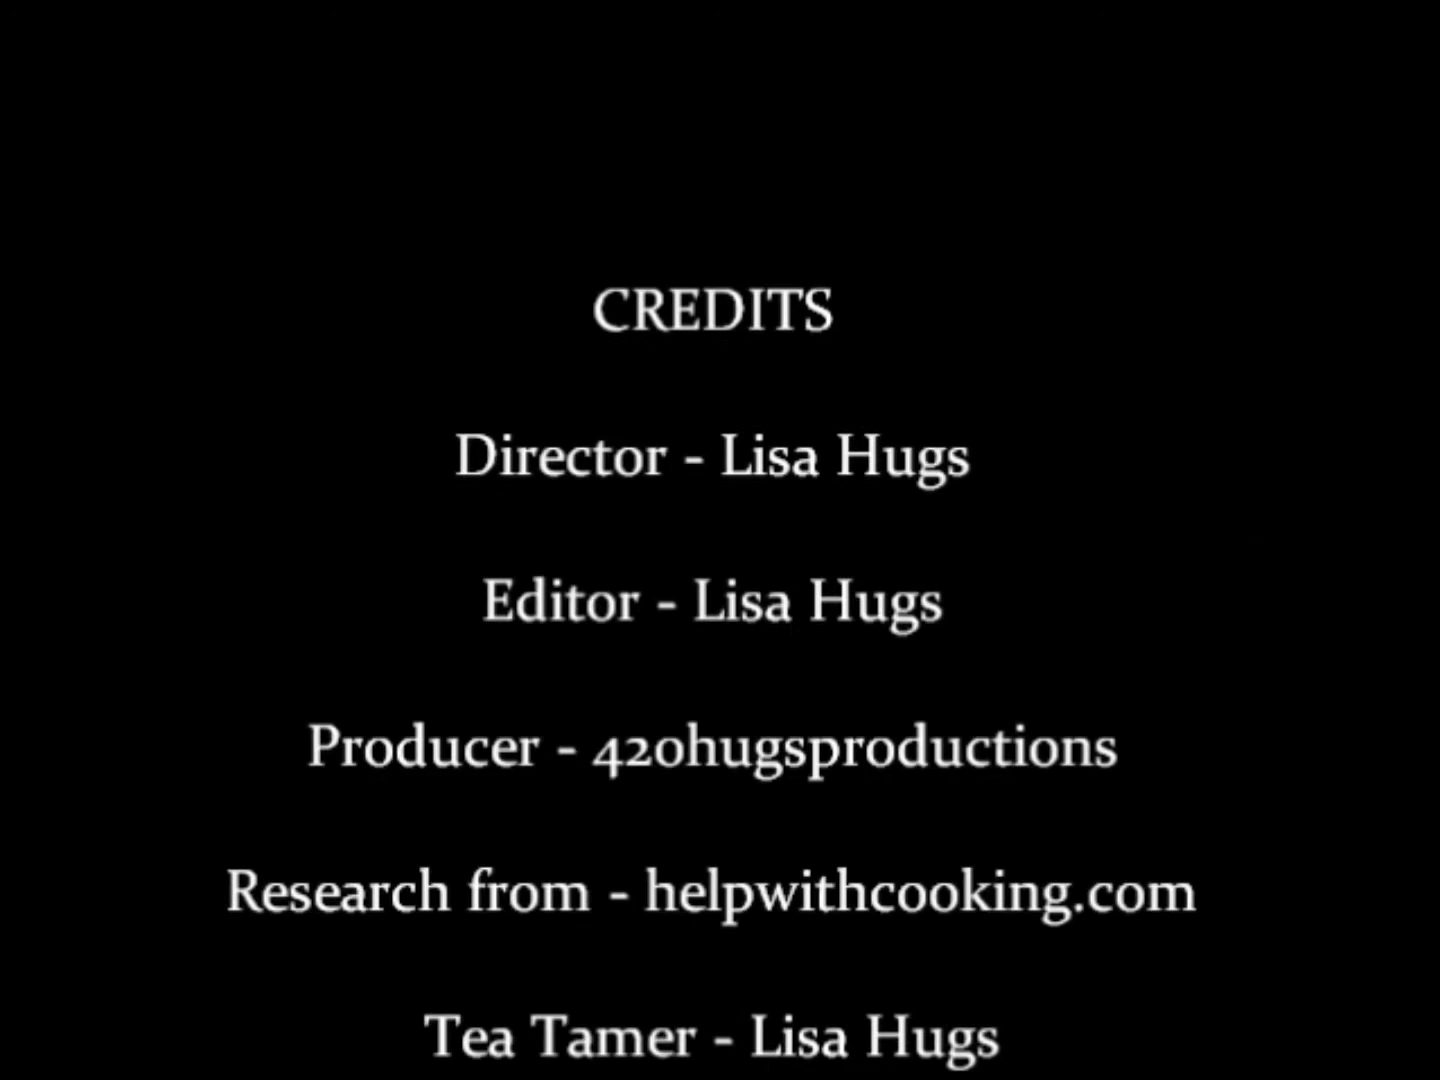 CREDITS
Director - Lisa Hugs
Editor - Lisa Hugs
Producer - 420hugsproductions
Research from - helpwithcooking.com
Tea Tamer - Lisa Hugs